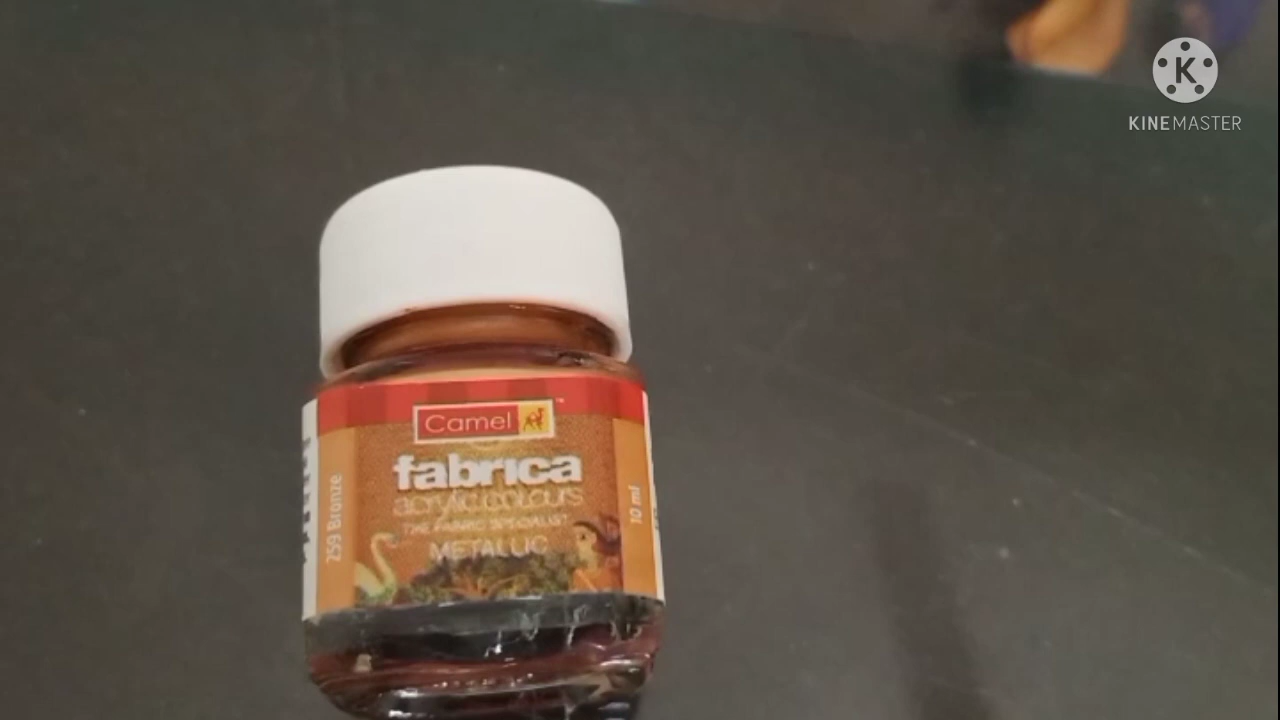 KINEMASTER
Camel
fabrica
acrylic colours
THE FABRIC SPECIALIST
METALLIC
259 Bronze
10 ml